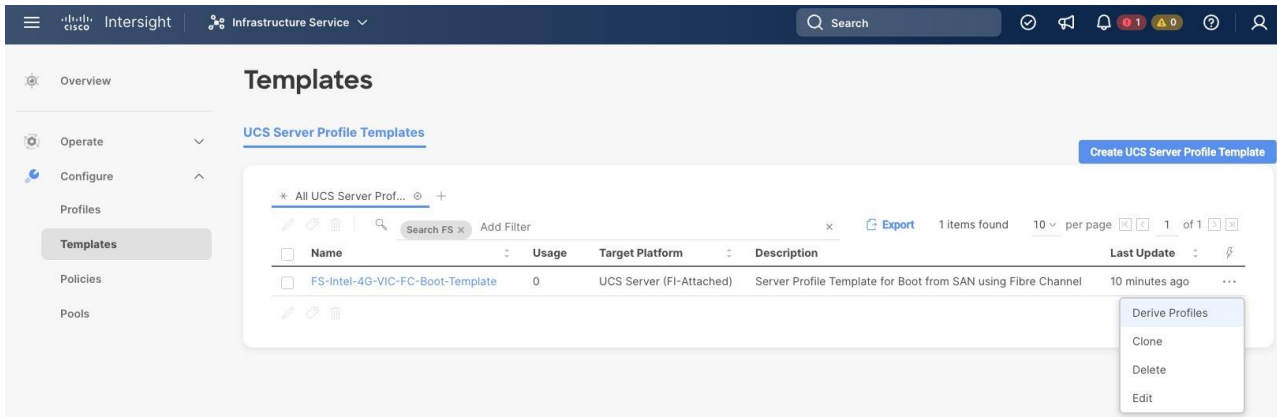 cisco Intersight Infrastructure Service Search 1 0
Overview
Templates
Operate
Configure
Profiles
Templates
Policies
Pools
UCS Server Profile Templates
Create UCS Server Profile Template
All UCS Server Prof... +
Search FS × Add Filter × Export 1 items found 10 per page 1 of 1
Name Usage Target Platform Description Last Update
FS-Intel-4G-VIC-FC-Boot-Template 0 UCS Server (FI-Attached) Server Profile Template for Boot from SAN using Fibre Channel 10 minutes ago ...
Derive Profiles
Clone
Delete
Edit